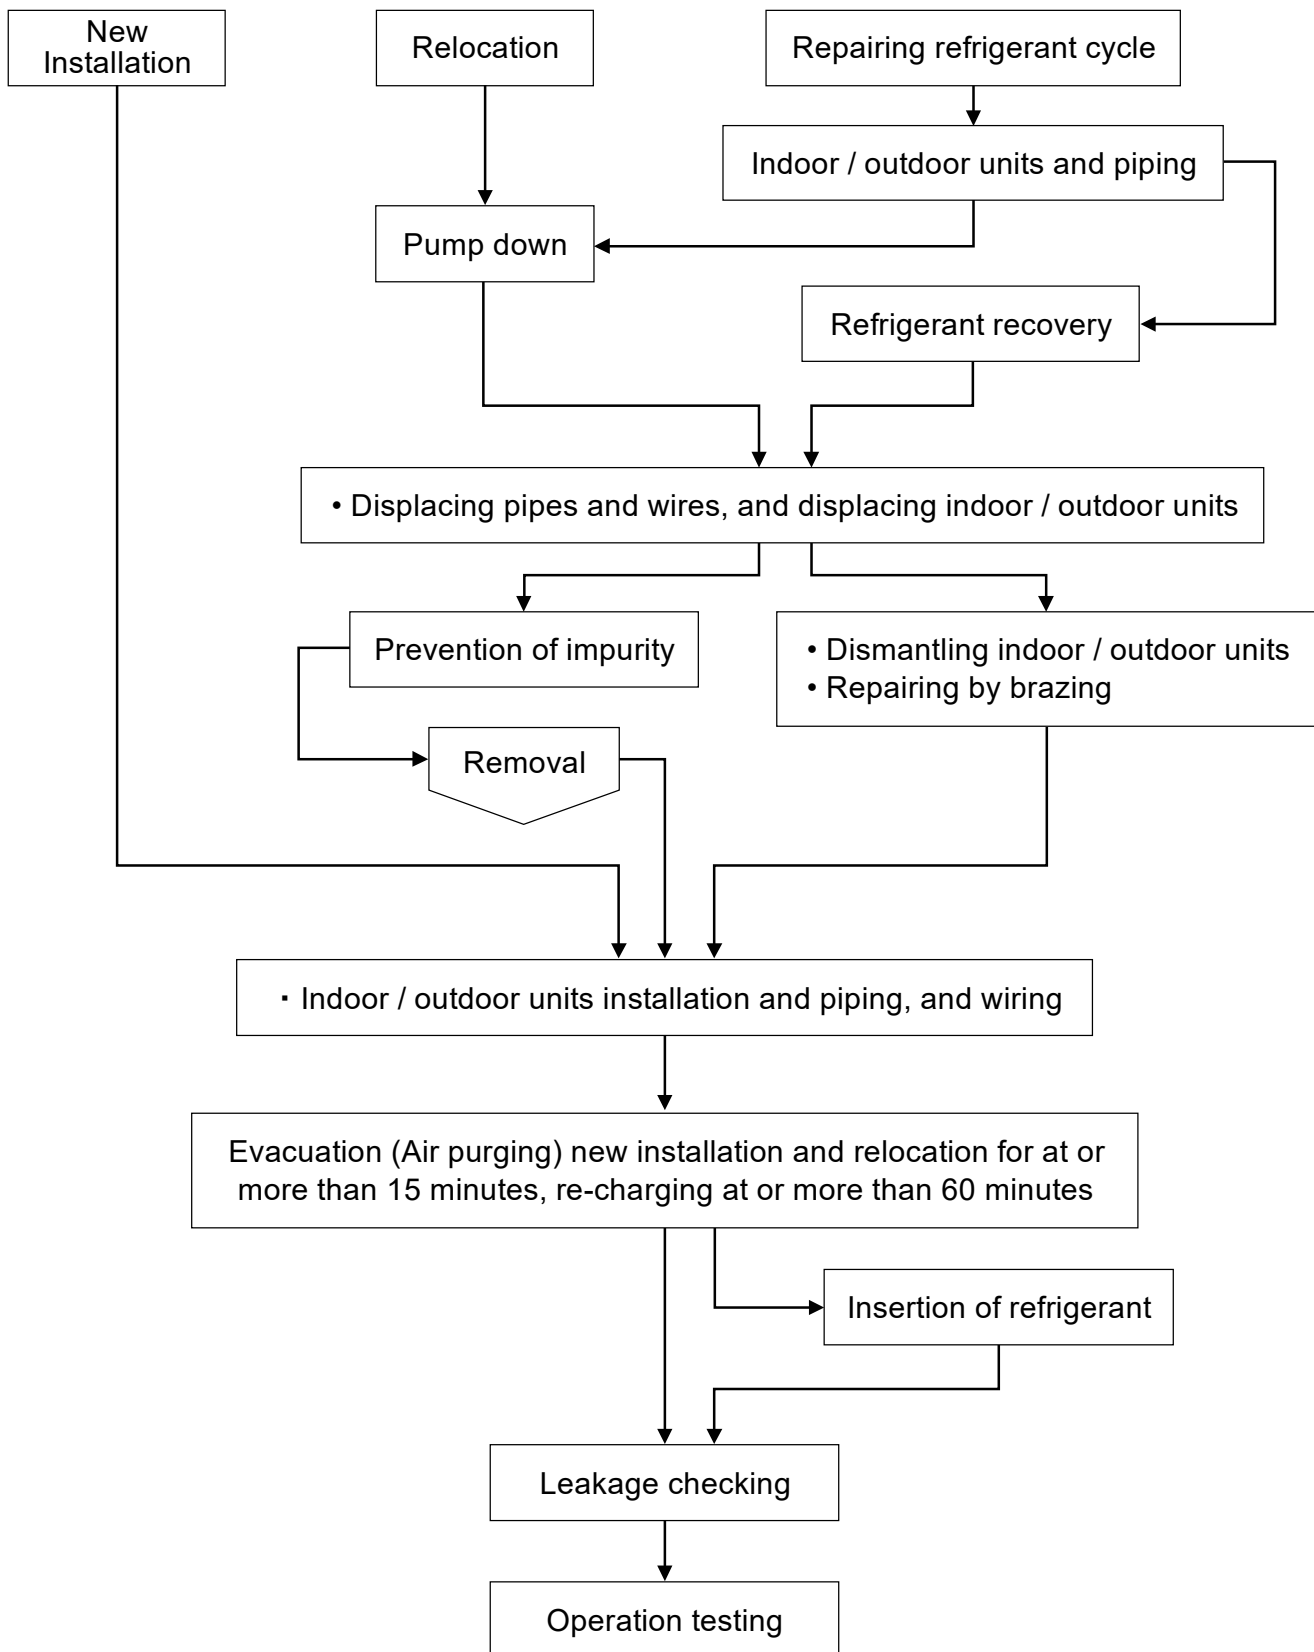 New
Installation
Relocation
Repairing refrigerant cycle
Indoor / outdoor units and piping
Pump down
Refrigerant recovery
• Displacing pipes and wires, and displacing indoor / outdoor units
Prevention of impurity
• Dismantling indoor / outdoor units
• Repairing by brazing
Removal
· Indoor / outdoor units installation and piping, and wiring
Evacuation (Air purging) new installation and relocation for at or
more than 15 minutes, re-charging at or more than 60 minutes
Insertion of refrigerant
Leakage checking
Operation testing